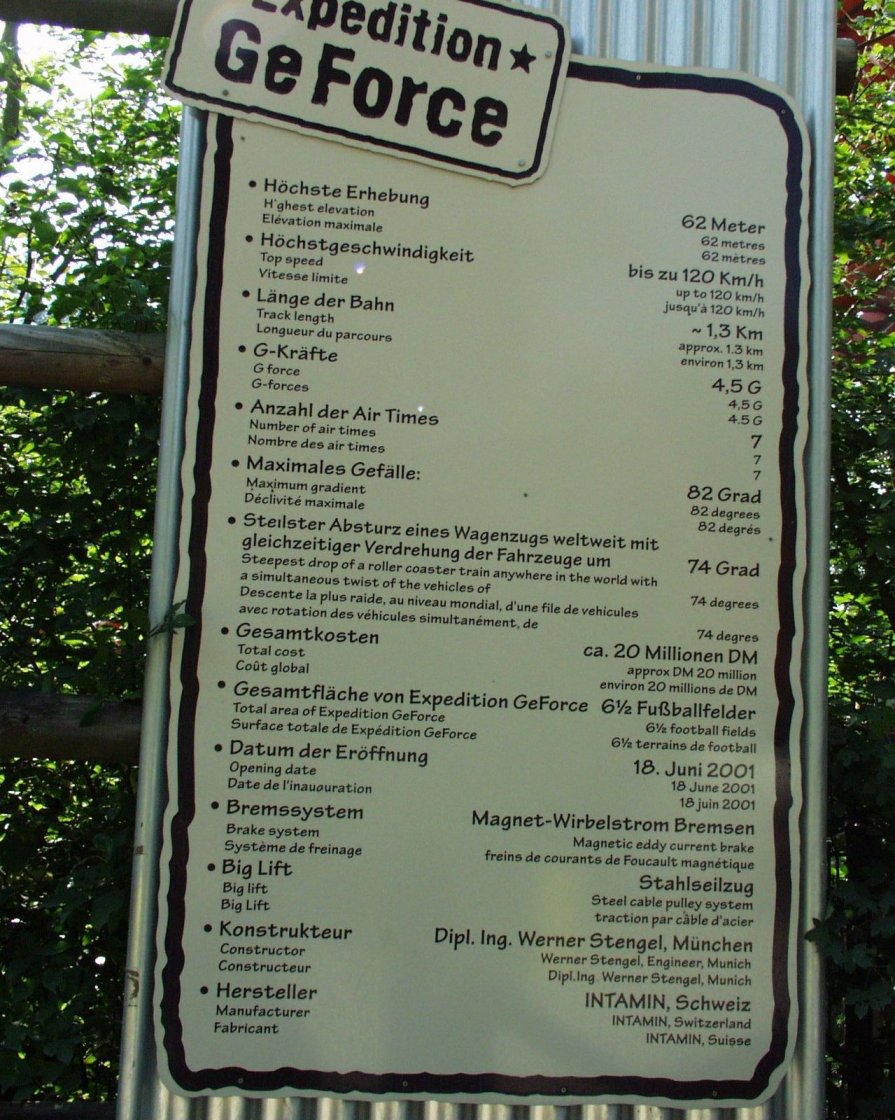 Expedition
GeForce
• Höchste Erhebung
H'ghest elevation
Elévation maximale
62 Meter
62 metres
62 mètres
• Höchstgeschwindigkeit
Top speed
Vitesse limite
bis zu 120 Km/h
up to 120 km/h
jusqu'à 120 km/h
• Länge der Bahn
Track length
Longueur du parcours
~ 1,3 Km
approx. 1.3 km
environ 1,3 km
• G-Kräfte
G force
G-forces
4,5 G
4,5 G
4.5 G
• Anzahl der Air Times
Number of air times
Nombre des air times
7
7
7
• Maximales Gefälle:
Maximum gradient
Déclivité maximale
82 Grad
82 degrees
82 degrés
• Steilster Absturz eines Wagenzugs weltweit mit
gleichzeitiger Verdrehung der Fahrzeuge um
74 Grad
Steepest drop of a roller coaster train anywhere in the world with
a simultaneous twist of the vehicles of
74 degrees
Descente la plus raide, au niveau mondial, d'une file de vehicules
avec rotation des véhicules simultanément, de
74 degres
• Gesamtkosten
Total cost
Coût global
ca. 20 Millionen DM
approx DM 20 million
environ 20 millions de DM
• Gesamtfläche von Expedition GeForce
Total area of Expedition GeForce
Surface totale de Expédition GeForce
6½ Fußballfelder
6½ football fields
6½ terrains de football
• Datum der Eröffnung
Opening date
Date de l'inauguration
18. Juni 2001
18 June 2001
18 juin 2001
• Bremssystem
Brake system
Système de freinage
Magnet-Wirbelstrom Bremsen
Magnetic eddy current brake
freins de courants de Foucault magnétique
• Big Lift
Big lift
Big Lift
Stahlseilzug
Steel cable pulley system
traction par câble d'acier
• Konstrukteur
Constructor
Constructeur
Dipl. Ing. Werner Stengel, München
Werner Stengel, Engineer, Munich
Dipl.Ing. Werner Stengel, Munich
• Hersteller
Manufacturer
Fabricant
INTAMIN, Schweiz
INTAMIN, Switzerland
INTAMIN, Suisse